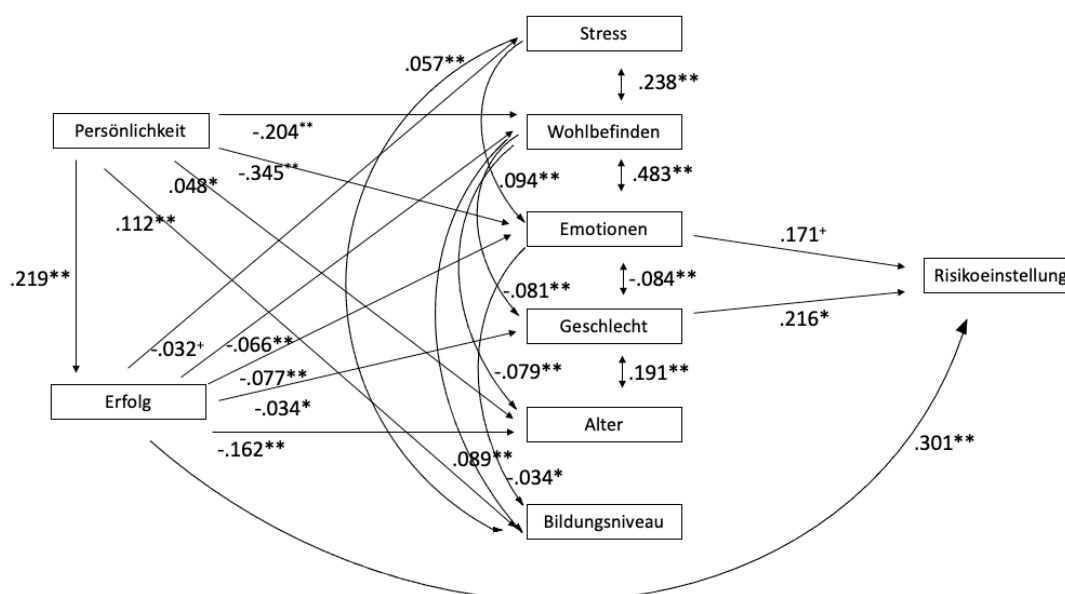 Stress
.057**
.238**
Persönlichkeit
-.204**
Wohlbefinden
-.345**
.048*
.094**
.483**
.112**
Emotionen
.171+
.219**
-.081**
-.084**
Risikoeinstellung
Geschlecht
.216*
-.032+
-.066**
-.077**
-.079**
.191**
Erfolg
-.034*
Alter
-.162**
.301**
.089**
-.034*
Bildungsniveau